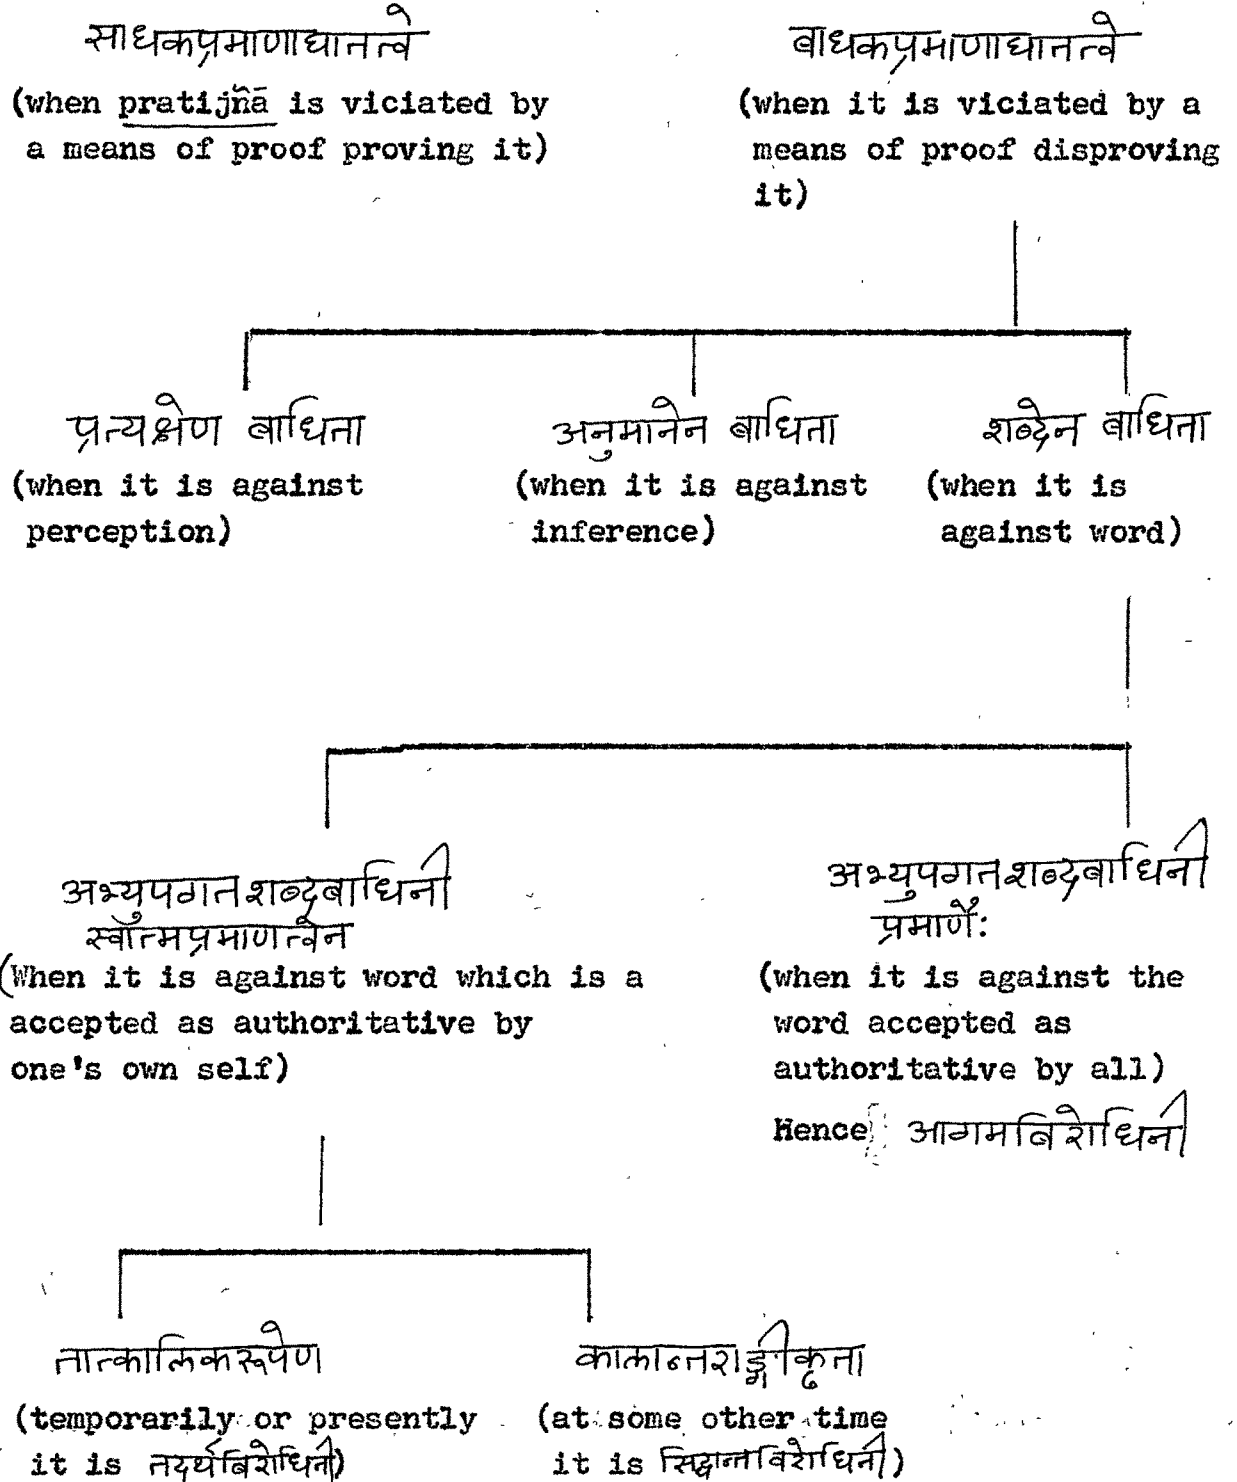 साधकप्रमाणाघातत्वे
(when pratijñā is viciated by
a means of proof proving it)
बाधकप्रमाणाघातत्वे
(when it is viciated by a
means of proof disproving
it)
प्रत्यक्षेण बाधिता
(when it is against
perception)
अनुमानेन बाधिता
(when it is against
inference)
शब्देन बाधिता
(when it is
against word)
अभ्युपगतशब्दबाधिनी
स्वात्मप्रमाणत्वेन
(When it is against word which is a
accepted as authoritative by
one's own self)
अभ्युपगतशब्दबाधिनी
प्रमाणैः
(when it is against the
word accepted as
authoritative by all)
Hence आगमविरोधिनी
तात्कालिकरूपेण
(temporarily or presently
it is तदर्थविरोधिनी)
कालान्तराङ्गीकृता
(at some other time
it is सिद्धान्तविरोधिनी)